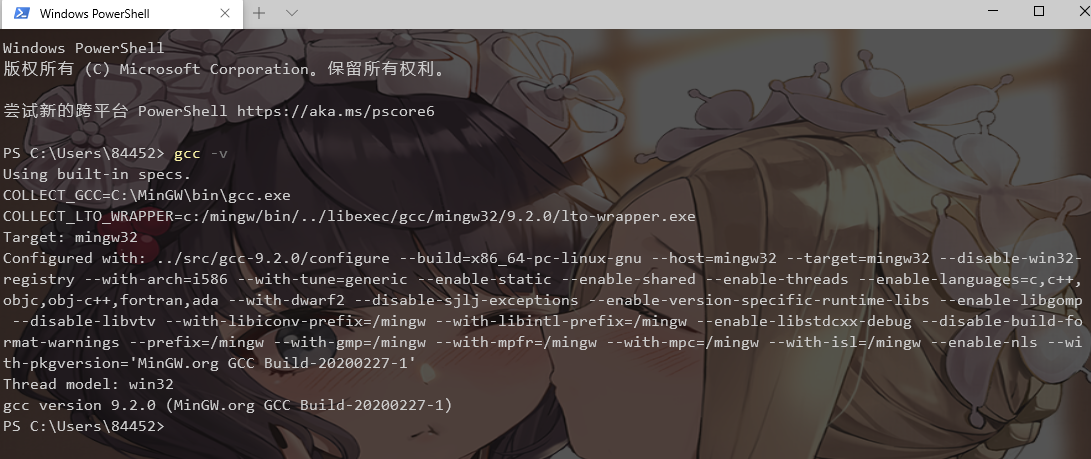 Windows PowerShell
Windows PowerShell
版权所有 (C) Microsoft Corporation。保留所有权利。
尝试新的跨平台 PowerShell https://aka.ms/pscore6
PS C:\Users\84452> gcc -v
Using built-in specs.
COLLECT_GCC=C:\MinGW\bin\gcc.exe
COLLECT_LTO_WRAPPER=c:/mingw/bin/../libexec/gcc/mingw32/9.2.0/lto-wrapper.exe
Target: mingw32
Configured with: ../src/gcc-9.2.0/configure --build=x86_64-pc-linux-gnu --host=mingw32 --target=mingw32 --disable-win32-
registry --with-arch=i586 --with-tune=generic --enable-static --enable-shared --enable-threads --enable-languages=c,c++,
objc,obj-c++,fortran,ada --with-dwarf2 --disable-sjlj-exceptions --enable-version-specific-runtime-libs --enable-libgomp
--disable-libvtv --with-libiconv-prefix=/mingw --with-libintl-prefix=/mingw --enable-libstdcxx-debug --disable-build-fo
rmat-warnings --prefix=/mingw --with-gmp=/mingw --with-mpfr=/mingw --with-mpc=/mingw --with-isl=/mingw --enable-nls --wi
th-pkgversion='MinGW.org GCC Build-20200227-1'
Thread model: win32
gcc version 9.2.0 (MinGW.org GCC Build-20200227-1)
PS C:\Users\84452>